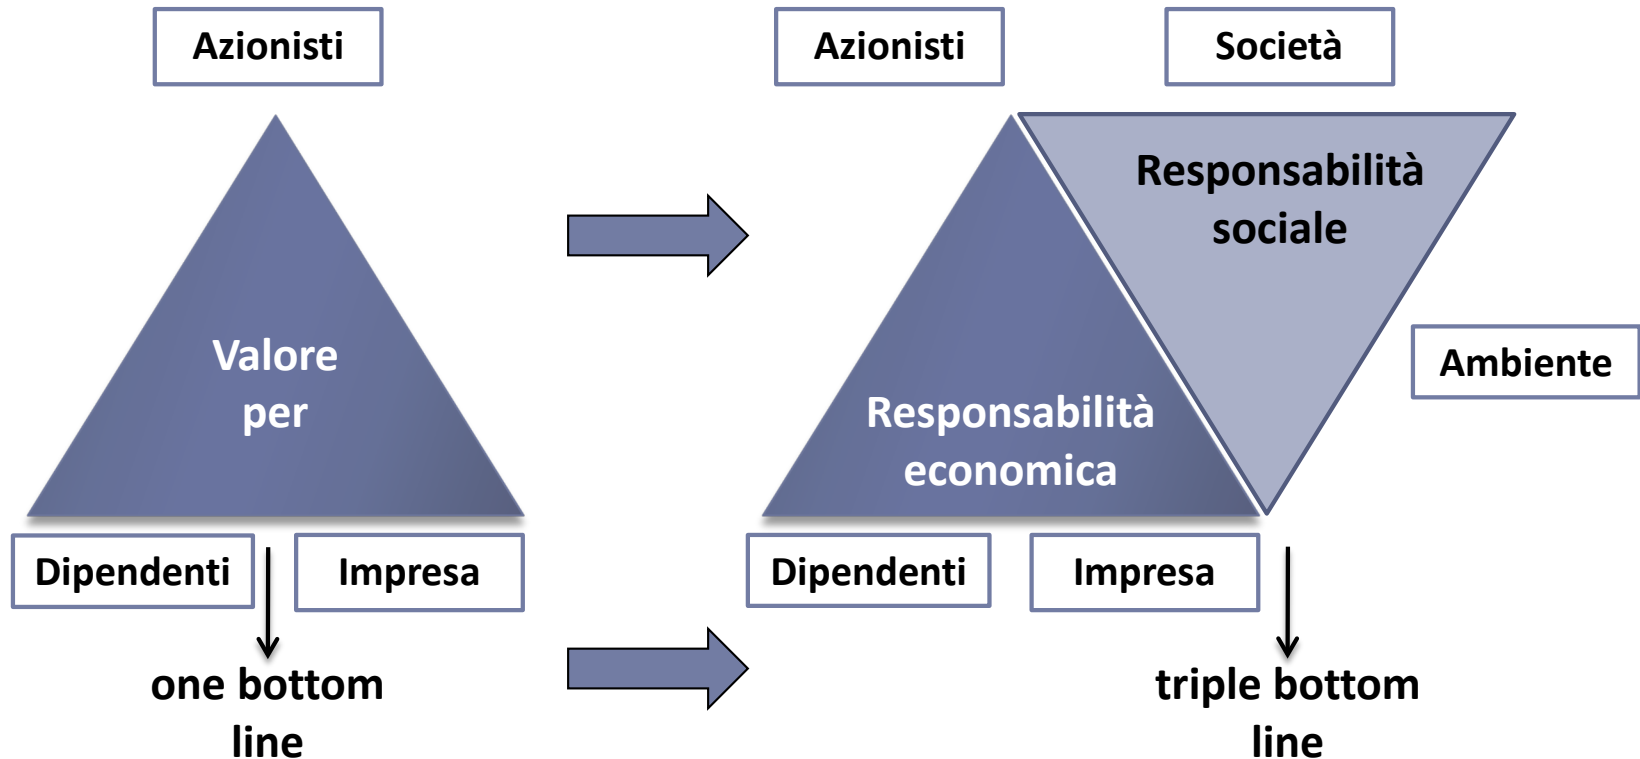 Azionisti
Azionisti
Società
Responsabilità
sociale
Valore
per
Ambiente
Responsabilità
economica
Dipendenti
Impresa
Dipendenti
Impresa
one bottom
line
triple bottom
line